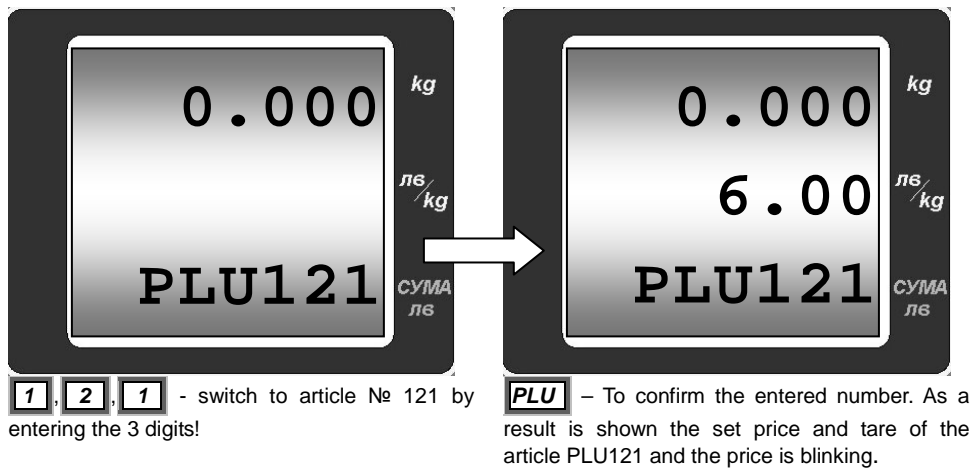 0.000
kg
лв/kg
PLU121
СУМА
лв
0.000
kg
6.00
лв/kg
PLU121
СУМА
лв
1, 2, 1 - switch to article № 121 by
entering the 3 digits!
PLU – To confirm the entered number. As a
result is shown the set price and tare of the
article PLU121 and the price is blinking.